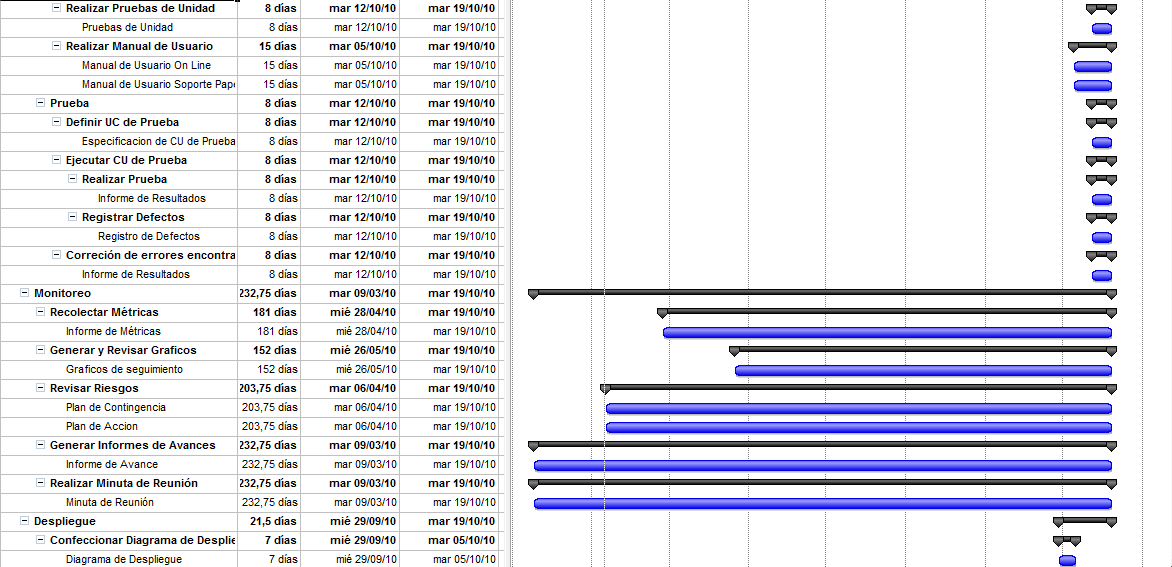 Realizar Pruebas de Unidad 8 días mar 12/10/10 mar 19/10/10
Pruebas de Unidad 8 días mar 12/10/10 mar 19/10/10
Realizar Manual de Usuario 15 días mar 05/10/10 mar 19/10/10
Manual de Usuario On Line 15 días mar 05/10/10 mar 19/10/10
Manual de Usuario Soporte Pape 15 días mar 05/10/10 mar 19/10/10
Prueba 8 días mar 12/10/10 mar 19/10/10
Definir UC de Prueba 8 días mar 12/10/10 mar 19/10/10
Especificacion de CU de Prueba 8 días mar 12/10/10 mar 19/10/10
Ejecutar CU de Prueba 8 días mar 12/10/10 mar 19/10/10
Realizar Prueba 8 días mar 12/10/10 mar 19/10/10
Informe de Resultados 8 días mar 12/10/10 mar 19/10/10
Registrar Defectos 8 días mar 12/10/10 mar 19/10/10
Registro de Defectos 8 días mar 12/10/10 mar 19/10/10
Correción de errores encontra 8 días mar 12/10/10 mar 19/10/10
Informe de Resultados 8 días mar 12/10/10 mar 19/10/10
Monitoreo 232,75 días mar 09/03/10 mar 19/10/10
Recolectar Métricas 181 días mié 28/04/10 mar 19/10/10
Informe de Métricas 181 días mié 28/04/10 mar 19/10/10
Generar y Revisar Graficos 152 días mié 26/05/10 mar 19/10/10
Graficos de seguimiento 152 días mié 26/05/10 mar 19/10/10
Revisar Riesgos 203,75 días mar 06/04/10 mar 19/10/10
Plan de Contingencia 203,75 días mar 06/04/10 mar 19/10/10
Plan de Accion 203,75 días mar 06/04/10 mar 19/10/10
Generar Informes de Avances 232,75 días mar 09/03/10 mar 19/10/10
Informe de Avance 232,75 días mar 09/03/10 mar 19/10/10
Realizar Minuta de Reunión 232,75 días mar 09/03/10 mar 19/10/10
Minuta de Reunión 232,75 días mar 09/03/10 mar 19/10/10
Despliegue 21,5 días mié 29/09/10 mar 19/10/10
Confeccionar Diagrama de Desplie 7 días mié 29/09/10 mar 05/10/10
Diagrama de Despliegue 7 días mié 29/09/10 mar 05/10/10